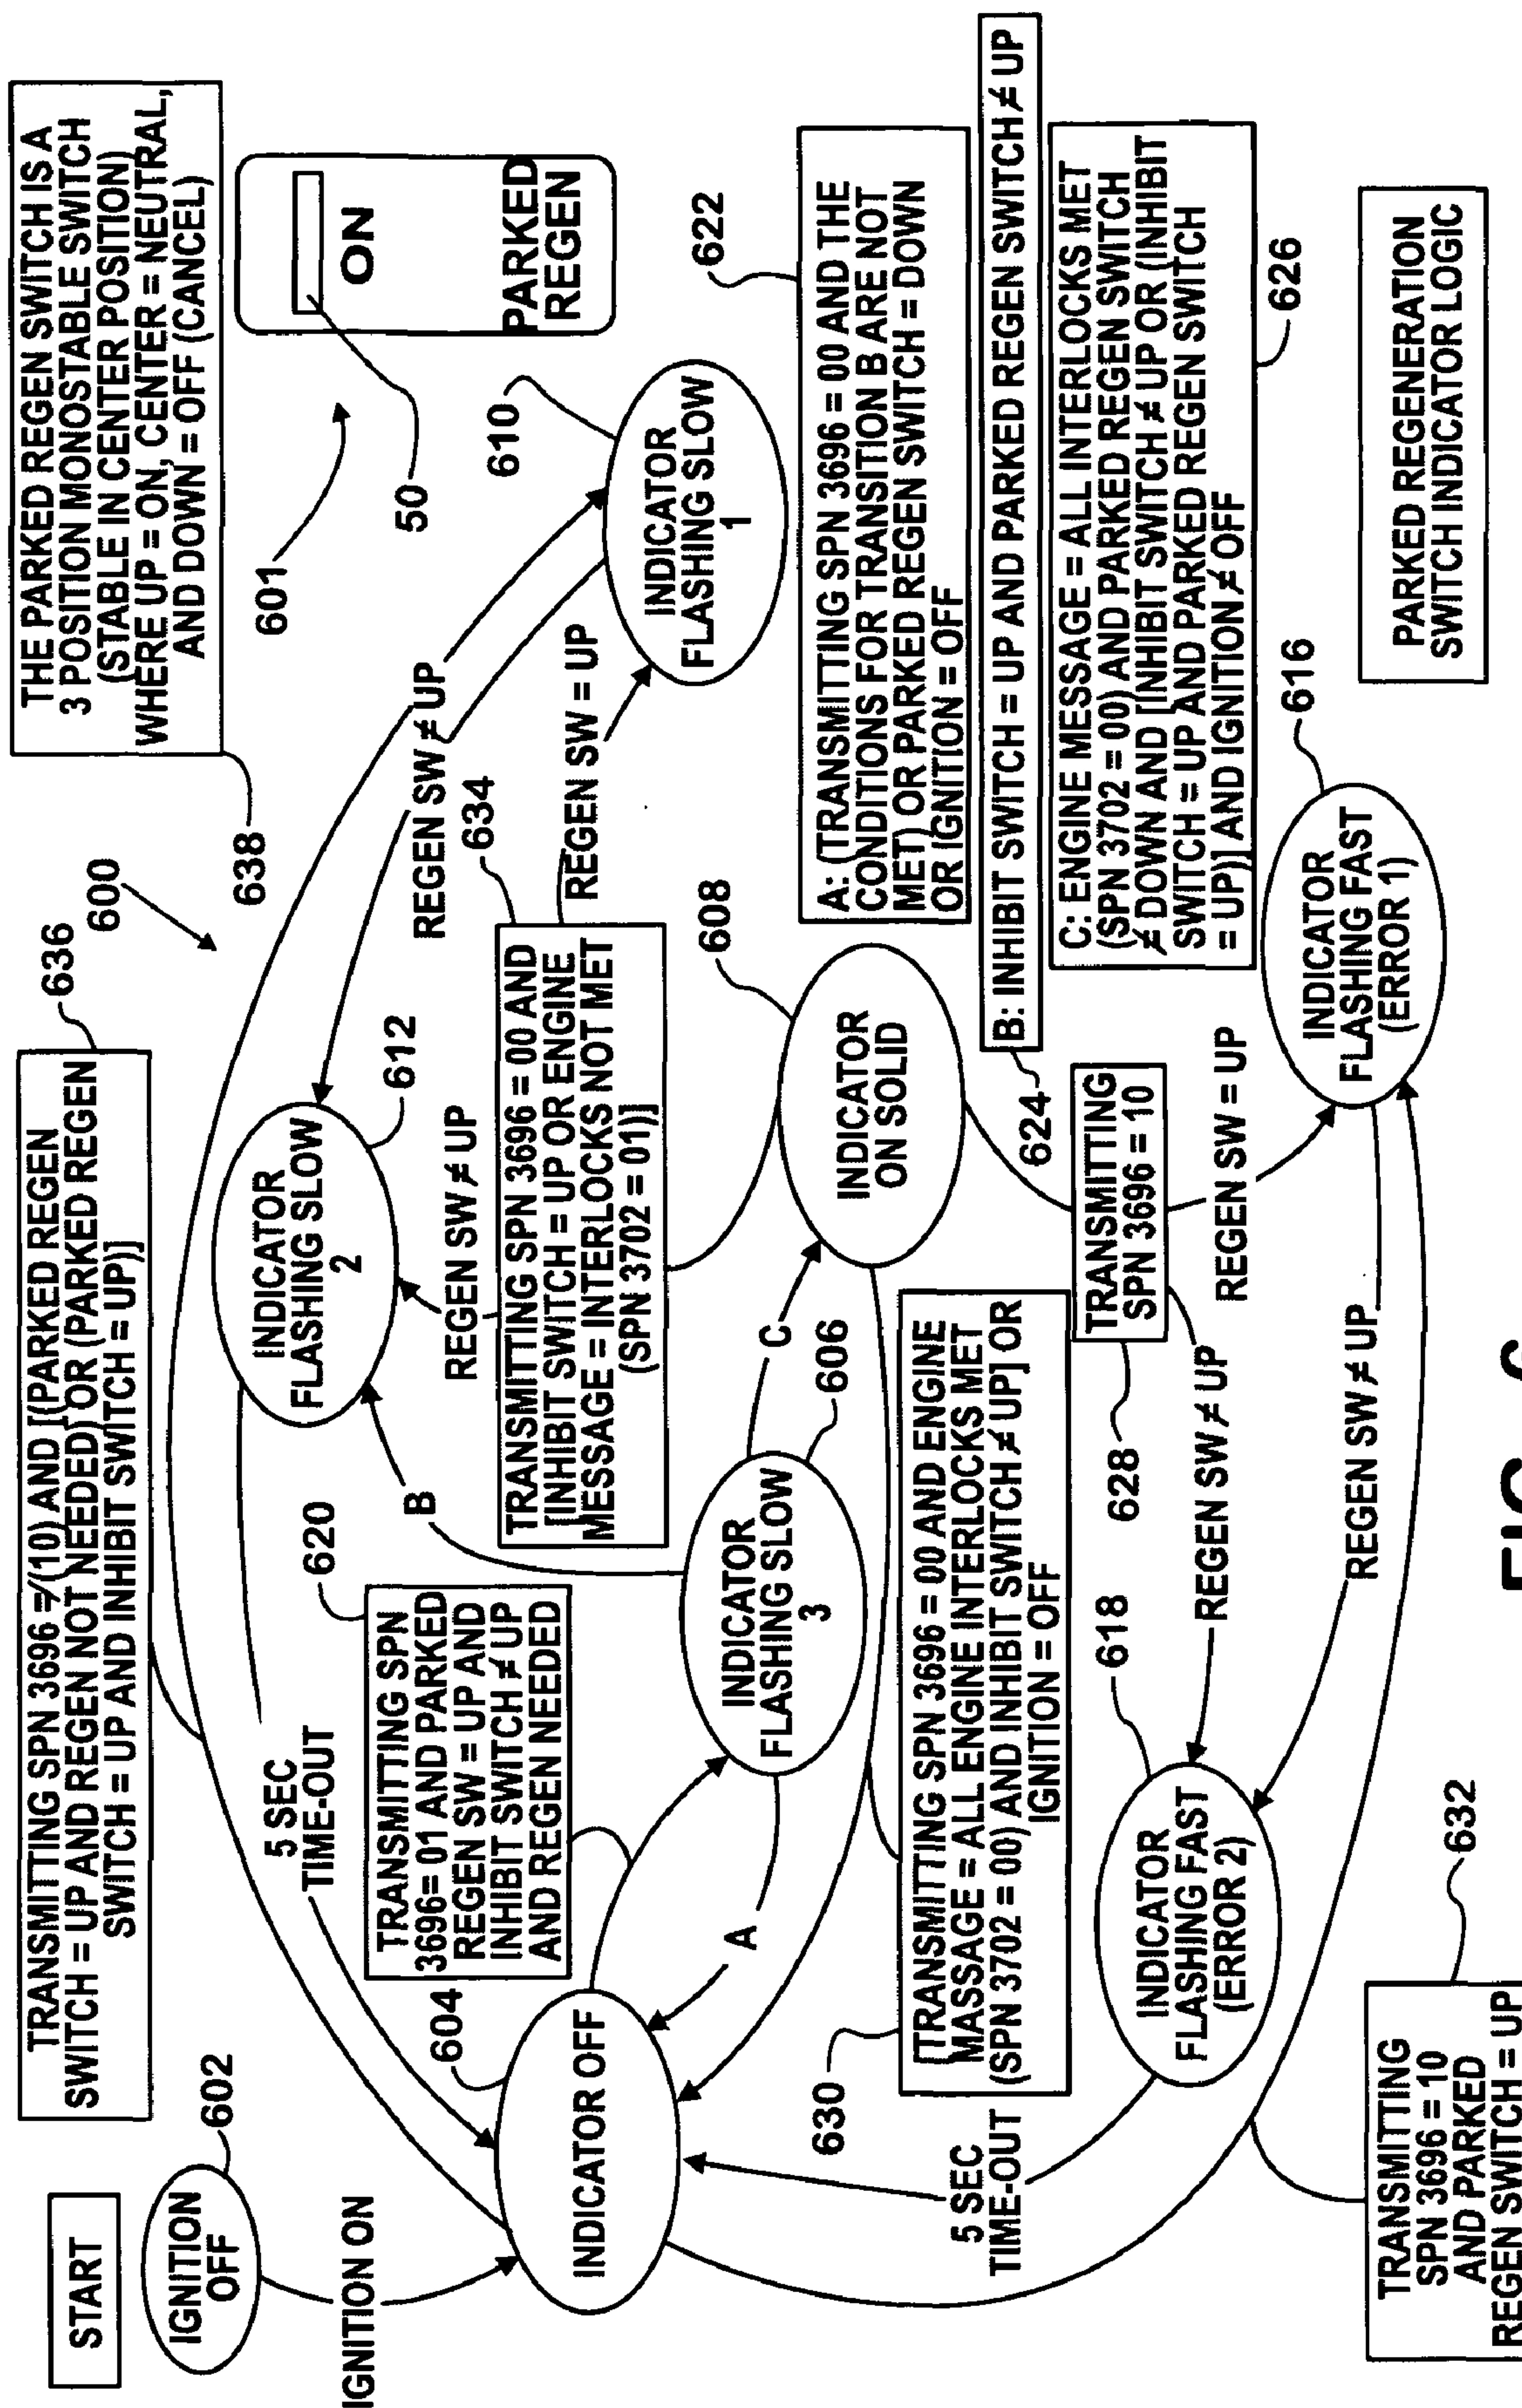 START
IGNITION
OFF
602
IGNITION ON
TRANSMITTING SPN 3696 ≠(10) AND [(PARKED REGEN
SWITCH = UP AND REGEN NOT NEEDED) OR (PARKED REGEN
SWITCH = UP AND INHIBIT SWITCH = UP)]
636
600
THE PARKED REGEN SWITCH IS A
3 POSITION MONOSTABLE SWITCH
(STABLE IN CENTER POSITION)
WHERE UP = ON, CENTER = NEUTRAL,
AND DOWN = OFF (CANCEL)
638
601
ON
PARKED
REGEN
50
5 SEC
TIME-OUT
INDICATOR
FLASHING SLOW
2
612
REGEN SW ≠ UP
620
TRANSMITTING SPN
3696= 01 AND PARKED
REGEN SW = UP AND
INHIBIT SWITCH ≠ UP
AND REGEN NEEDED
B
REGEN SW ≠ UP
634
TRANSMITTING SPN 3696 = 00 AND
[INHIBIT SWITCH = UP OR ENGINE
MESSAGE = INTERLOCKS NOT MET
(SPN 3702 = 01)]
REGEN SW = UP
610
INDICATOR
FLASHING SLOW
1
604
INDICATOR OFF
A
INDICATOR
FLASHING SLOW
3
606
C
608
INDICATOR
ON SOLID
622
A: (TRANSMITTING SPN 3696 = 00 AND THE
CONDITIONS FOR TRANSITION B ARE NOT
MET) OR PARKED REGEN SWITCH = DOWN
OR IGNITION = OFF
B: INHIBIT SWITCH = UP AND PARKED REGEN SWITCH ≠ UP
624
C: ENGINE MESSAGE = ALL INTERLOCKS MET
(SPN 3702 = 00) AND PARKED REGEN SWITCH
≠ DOWN AND [INHIBIT SWITCH ≠ UP OR (INHIBIT
SWITCH = UP AND PARKED REGEN SWITCH
= UP)] AND IGNITION ≠ OFF
626
630
[TRANSMITTING SPN 3696 = 00 AND ENGINE
MASSAGE = ALL ENGINE INTERLOCKS MET
(SPN 3702 = 00) AND INHIBIT SWITCH ≠ UP] OR
IGNITION = OFF
TRANSMITTING
SPN 3696 = 10
628
REGEN SW ≠ UP
REGEN SW = UP
5 SEC
TIME-OUT
618
INDICATOR
FLASHING FAST
(ERROR 2)
REGEN SW ≠ UP
616
INDICATOR
FLASHING FAST
(ERROR 1)
632
TRANSMITTING
SPN 3696 = 10
AND PARKED
REGEN SWITCH = UP
PARKED REGENERATION
SWITCH INDICATOR LOGIC